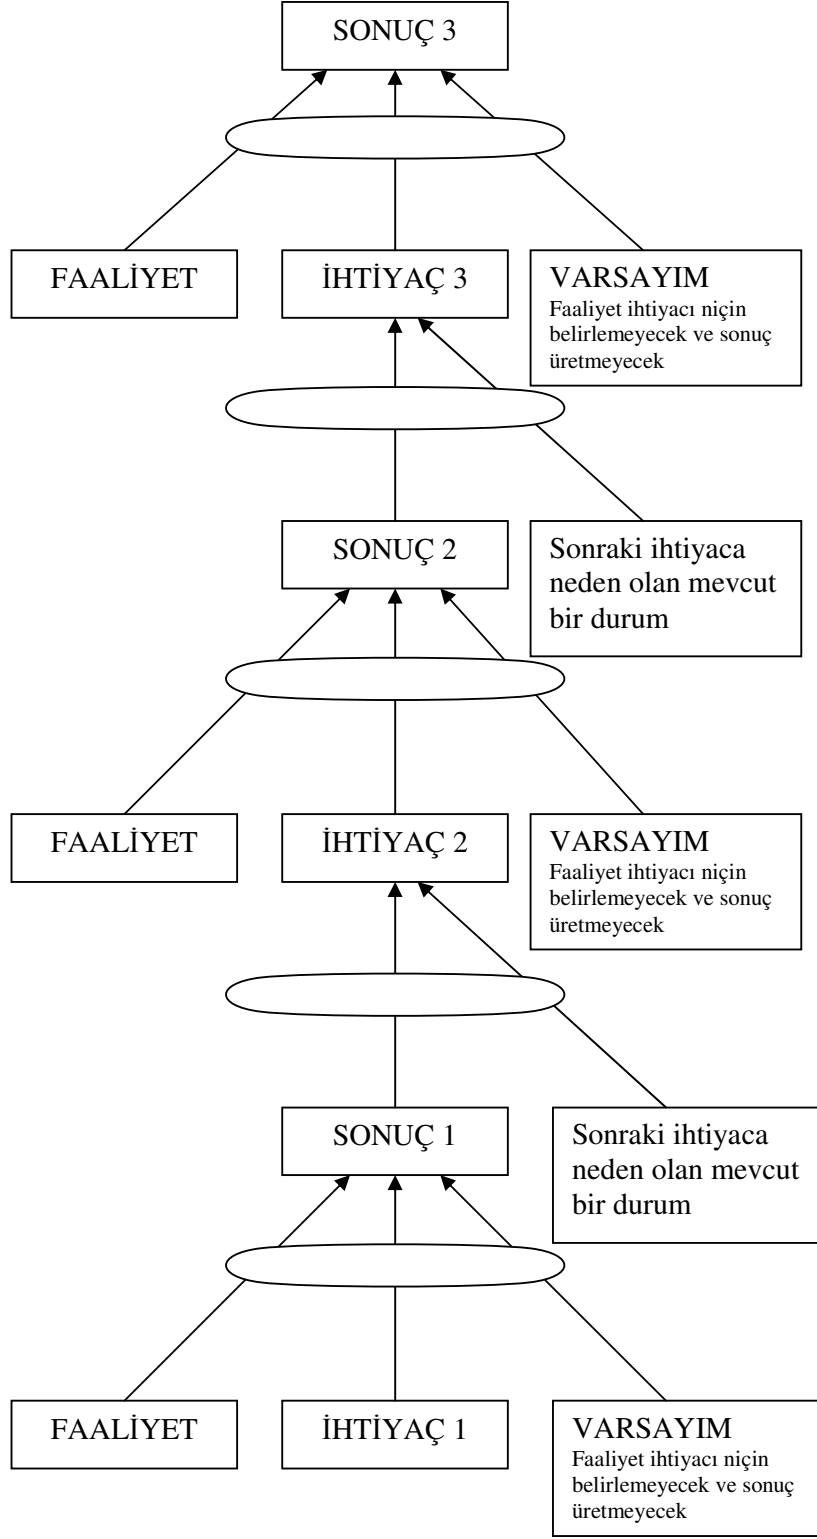 SONUÇ 3
FAALİYET
İHTİYAÇ 3
VARSAYIM
Faaliyet ihtiyacı niçin
belirlemeyecek ve sonuç
üretmeyecek
SONUÇ 2
Sonraki ihtiyaca
neden olan mevcut
bir durum
FAALİYET
İHTİYAÇ 2
VARSAYIM
Faaliyet ihtiyacı niçin
belirlemeyecek ve sonuç
üretmeyecek
SONUÇ 1
Sonraki ihtiyaca
neden olan mevcut
bir durum
FAALİYET
İHTİYAÇ 1
VARSAYIM
Faaliyet ihtiyacı niçin
belirlemeyecek ve sonuç
üretmeyecek